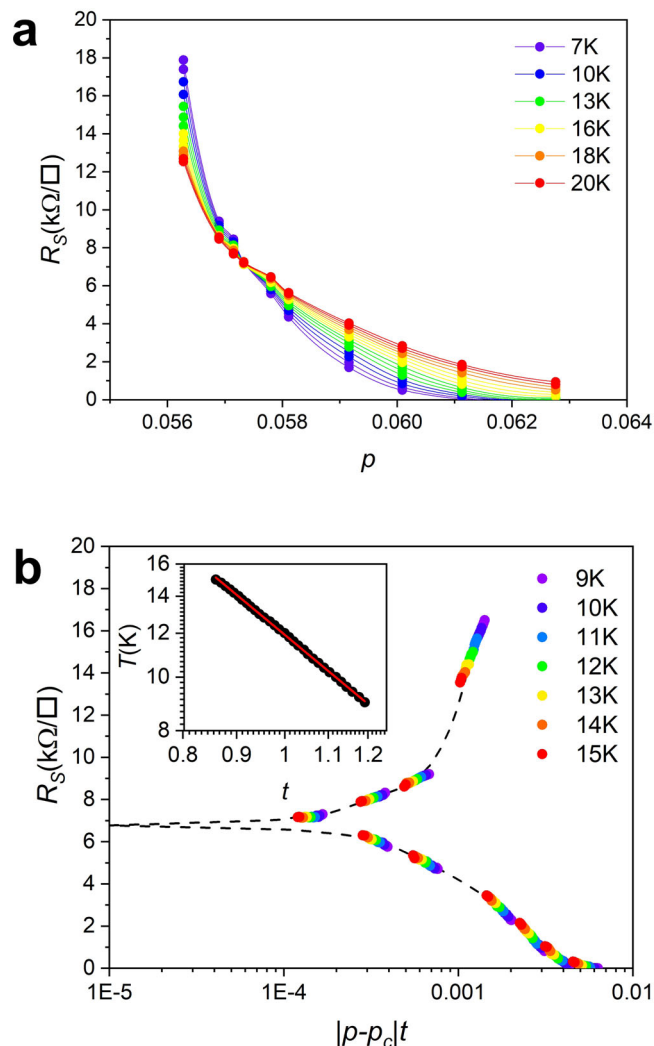 a
20
18
16
14
12
10
8
6
4
2
0
R_S(kΩ/□)
7K
10K
13K
16K
18K
20K
0.056 0.058 0.060 0.062 0.064
p
b
20
18
16
14
12
10
8
6
4
2
0
R_S(kΩ/□)
16
14
12
10
8
T(K)
0.8 0.9 1 1.1 1.2
t
9K
10K
11K
12K
13K
14K
15K
1E-5 1E-4 0.001 0.01
|p-p_c|t